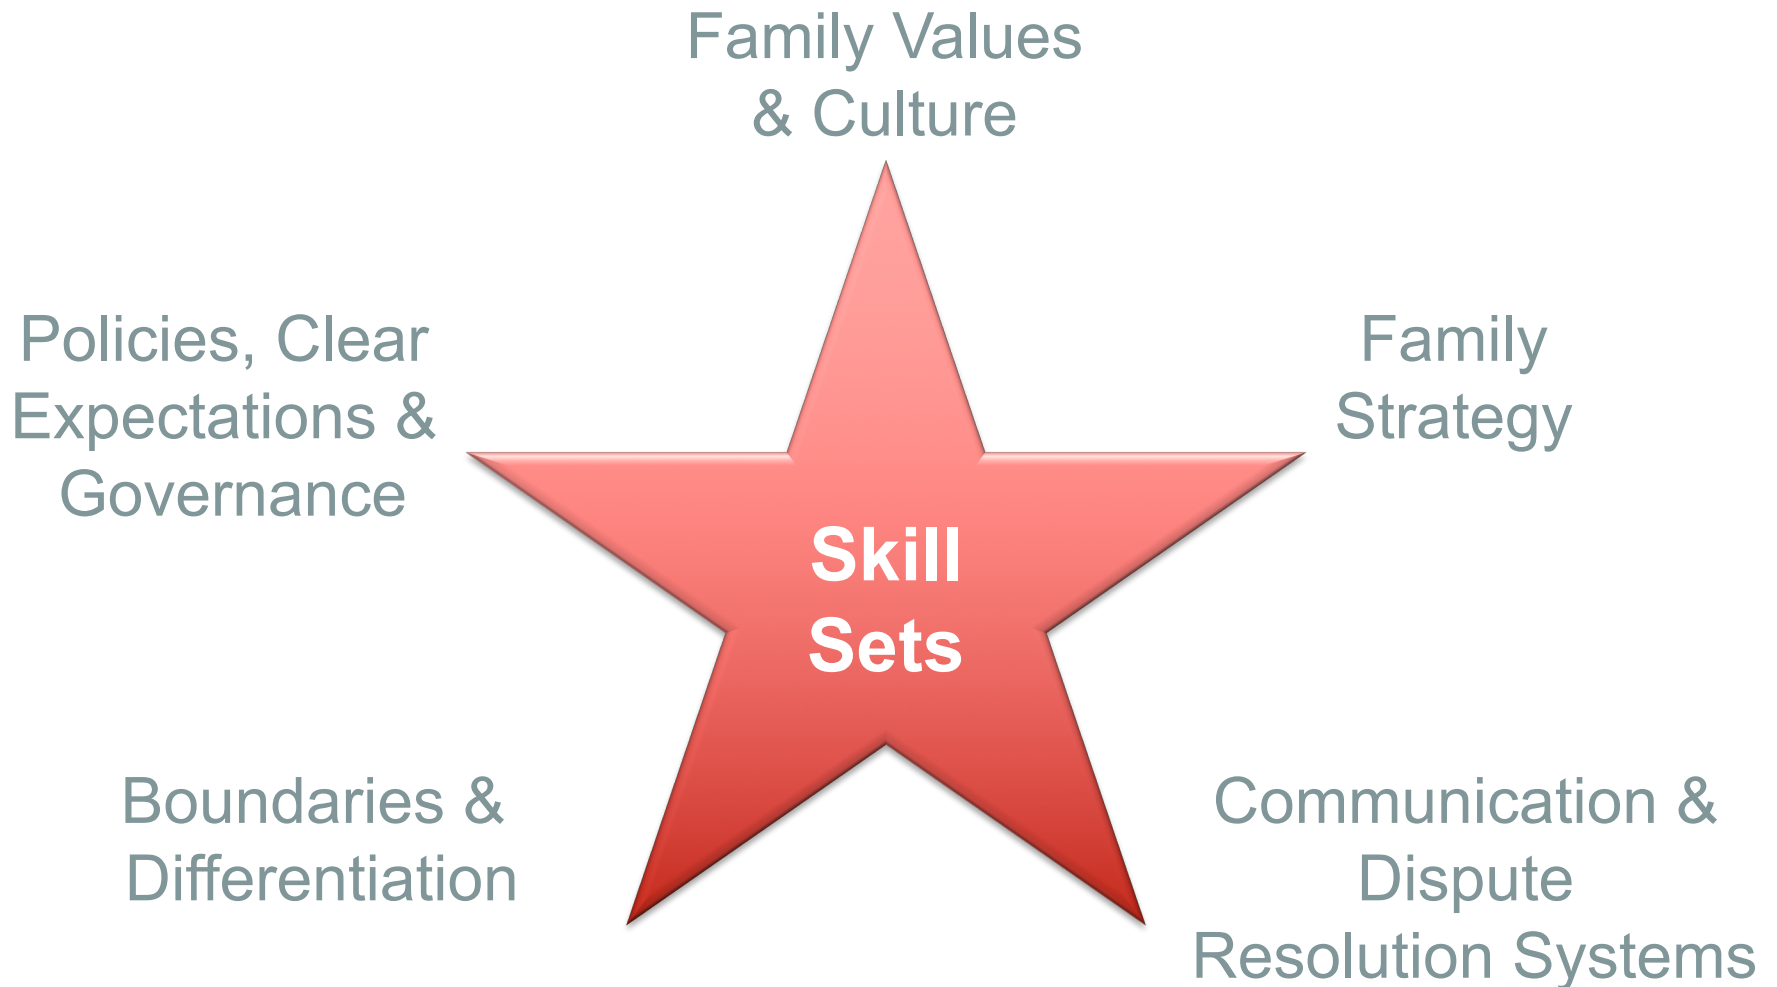 Family Values
& Culture
Policies, Clear
Expectations &
Governance
Family
Strategy
Skill
Sets
Boundaries &
Differentiation
Communication &
Dispute
Resolution Systems